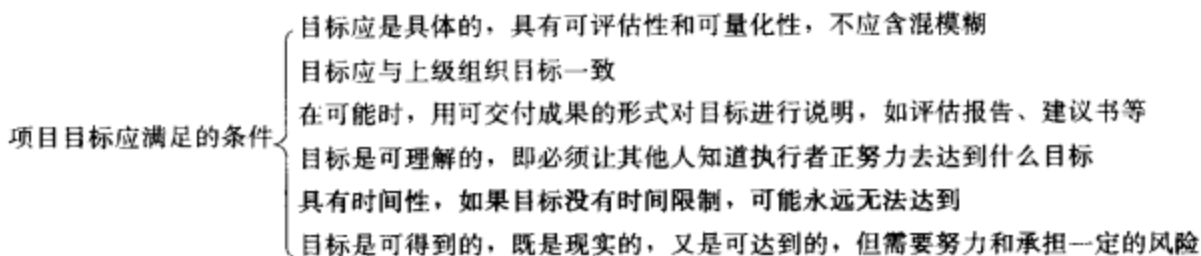 目标应是具体的，具有可评估性和可量化性，不应含混模糊
目标应与上级组织目标一致
在可能时，用可交付成果的形式对目标进行说明，如评估报告、建议书等
项目目标应满足的条件
目标是可理解的，即必须让其他人知道执行者正努力去达到什么目标
具有时间性，如果目标没有时间限制，可能永远无法达到
目标是可得到的，既是现实的，又是可达到的，但需要努力和承担一定的风险